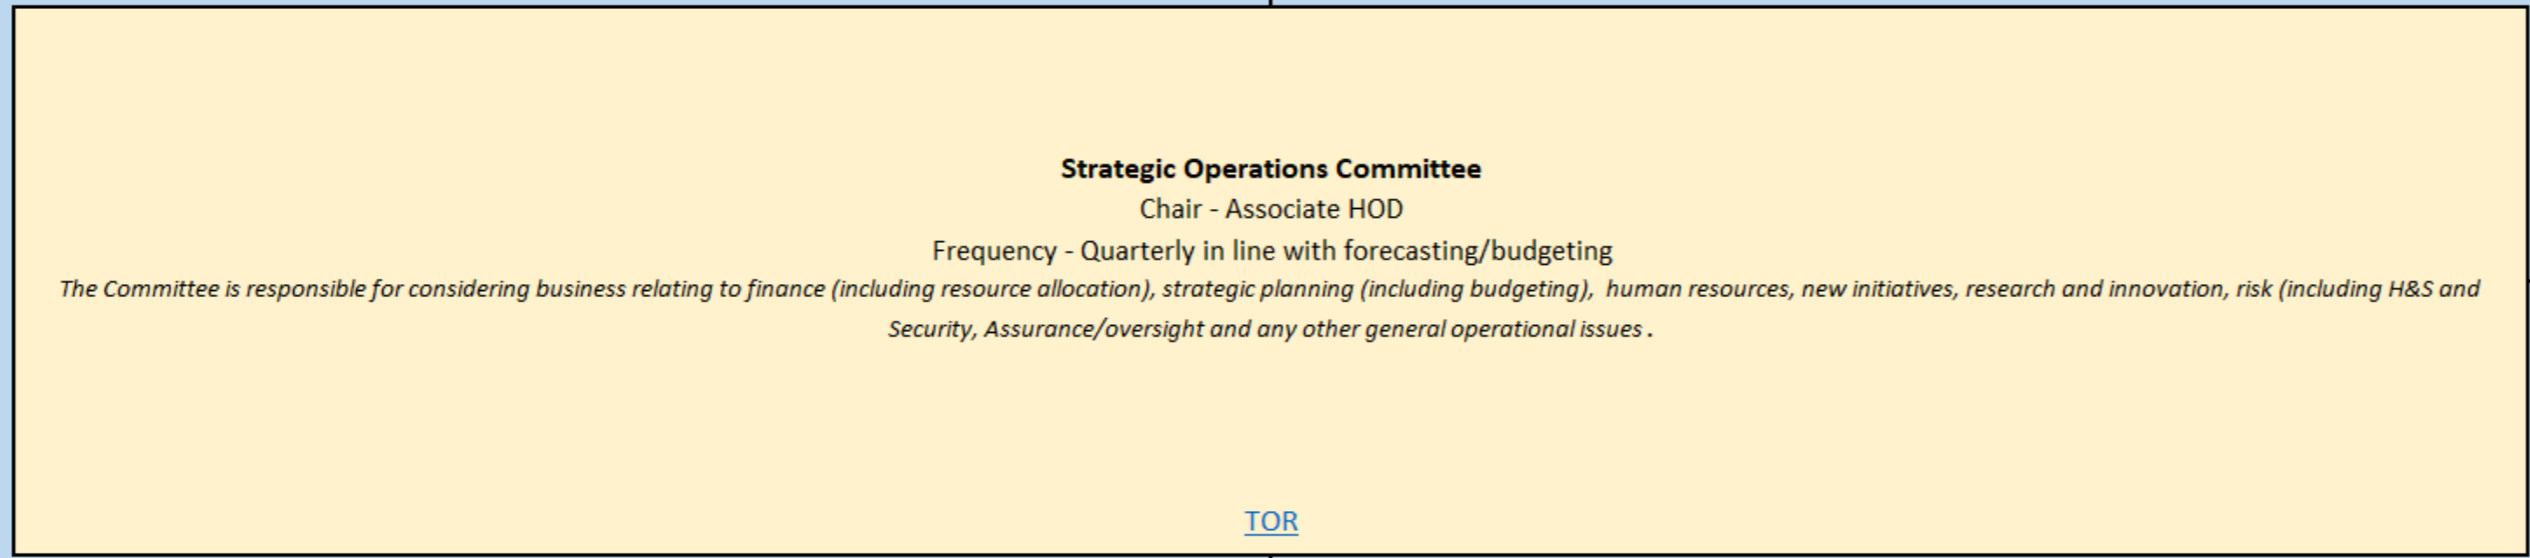 Strategic Operations Committee
Chair - Associate HOD
Frequency - Quarterly in line with forecasting/budgeting
The Committee is responsible for considering business relating to finance (including resource allocation), strategic planning (including budgeting),  human resources, new initiatives, research and innovation, risk (including H&S and
Security, Assurance/oversight and any other general operational issues .
TOR